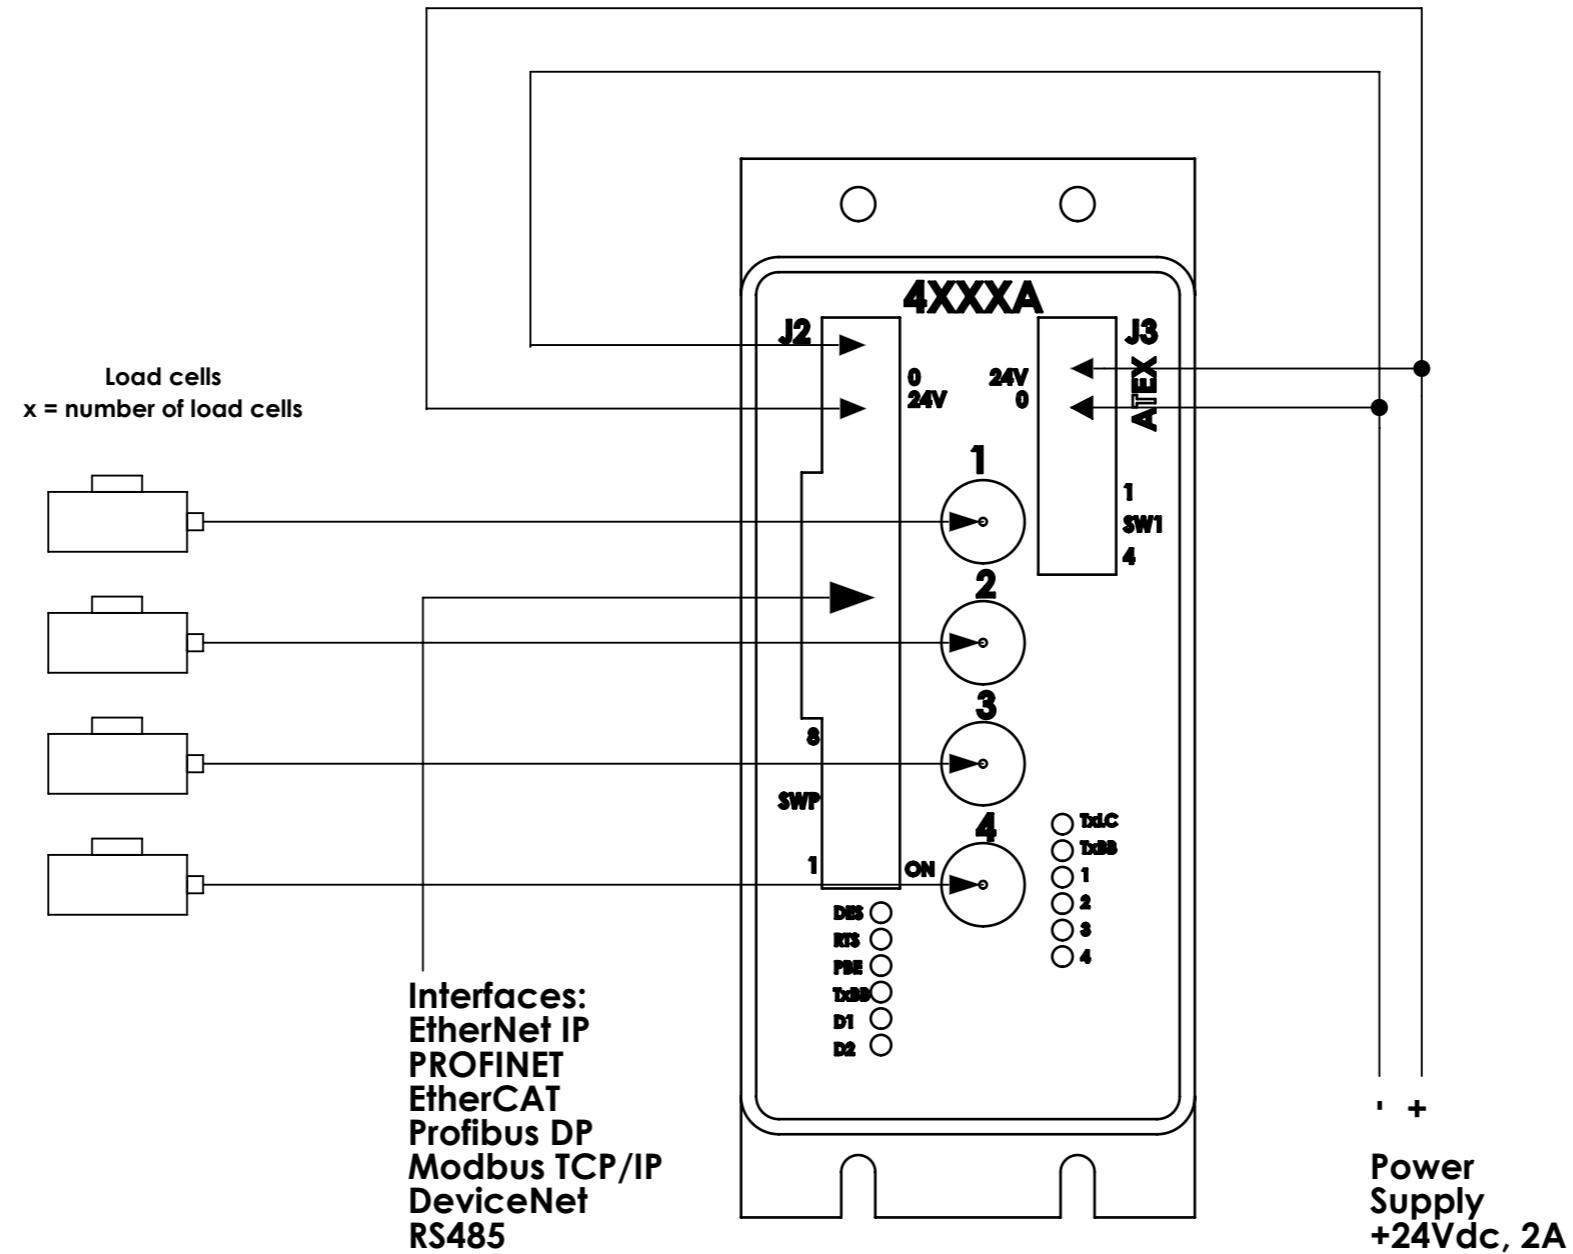 4XXXA
J2
J3
ATEX
0
24V
24V
0
Load cells
x = number of load cells
1
2
3
4
1
SW1
4
8
SWP
1
ON
TxLC
TxBB
1
2
3
4
DES
RTS
PBE
TxBB
D1
D2
Interfaces:
EtherNet IP
PROFINET
EtherCAT
Profibus DP
Modbus TCP/IP
DeviceNet
RS485
- +
Power
Supply
+24Vdc, 2A